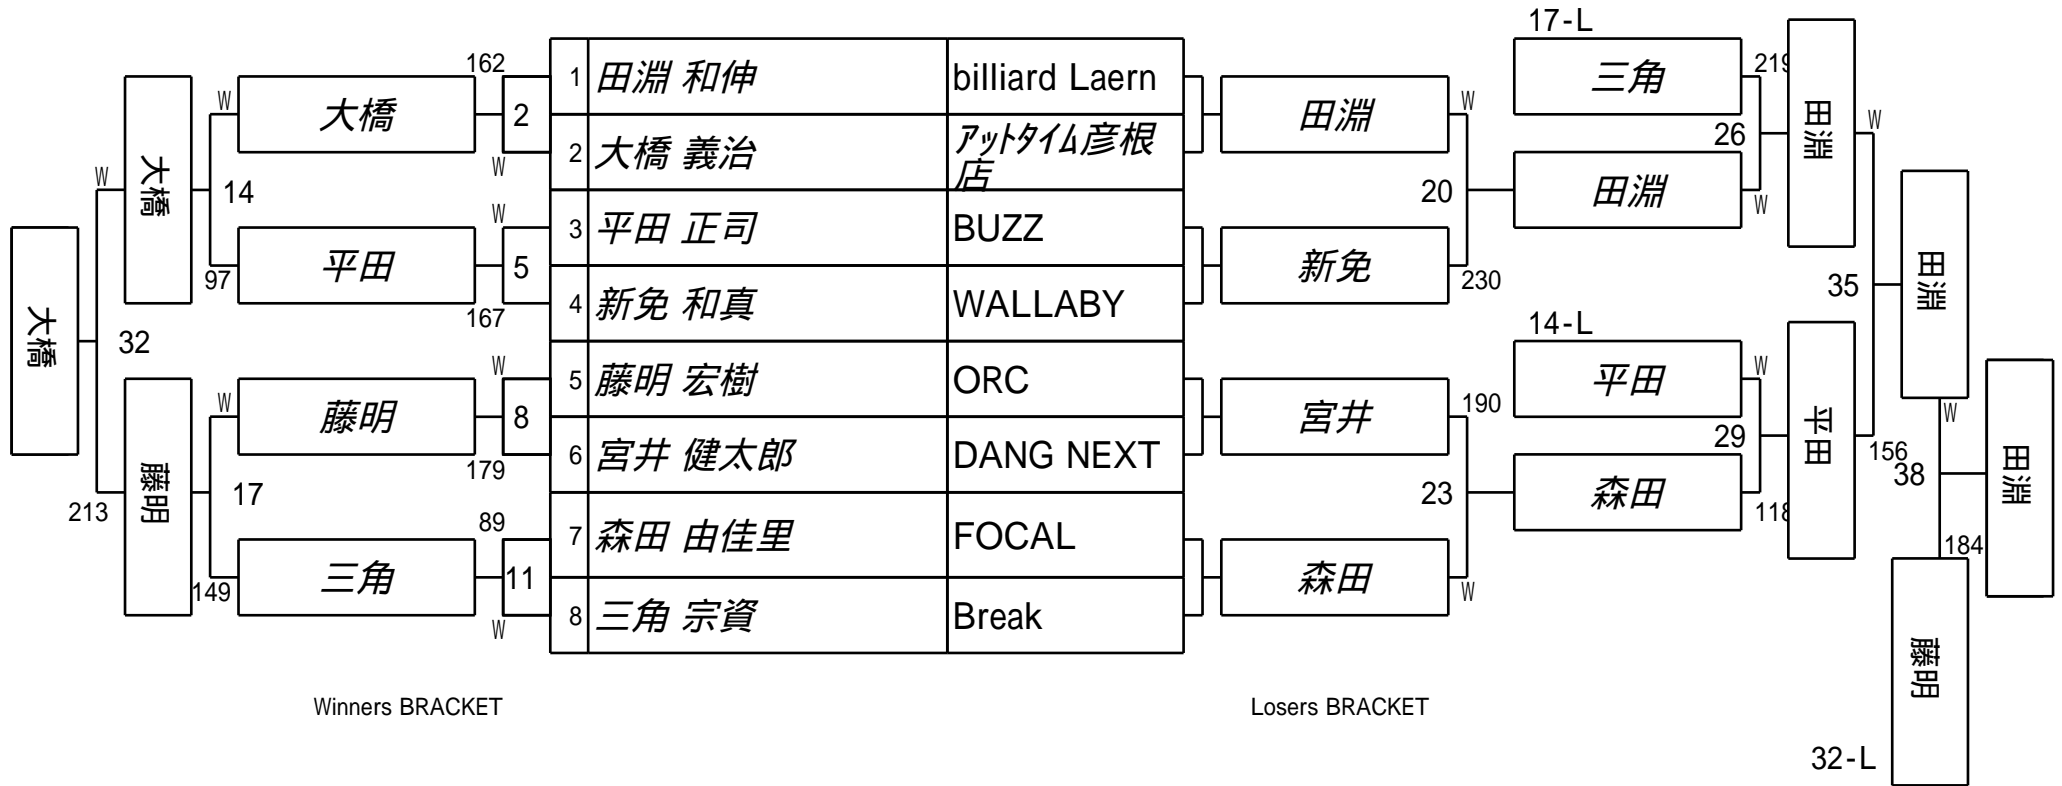 17-L
162
1 田淵 和伸 billiard Laern
三角
219
W
大橋
2
田淵
W
田淵
W
26
2 大橋 義治 アットタイム彦根店
W
W
大橋
14
20
田淵
W
W
3 平田 正司 BUZZ
田淵
97
平田
5
新免
230
35
167
4 新免 和真 WALLABY
14-L
大橋
32
W
5 藤明 宏樹 ORC
平田
W
W
藤明
8
宮井
190
平田
W
179
6 宮井 健太郎 DANG NEXT
29
156
38
田淵
213
藤明
17
23
森田
118
89
7 森田 由佳里 FOCAL
184
149
三角
11
森田
W
W
8 三角 宗資 Break
藤明
Winners BRACKET
Losers BRACKET
32-L